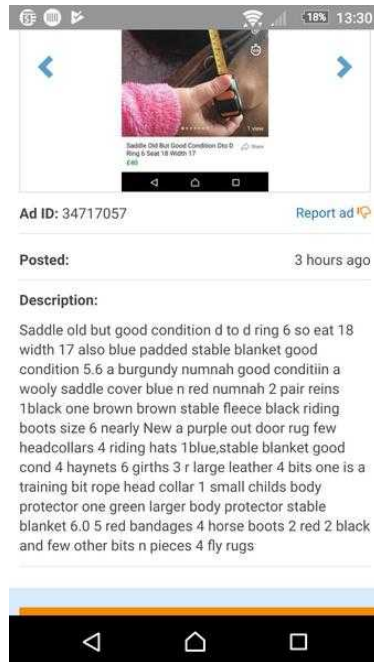 18% 13:30
1 view
Saddle Old But Good Condition Dto D
Ring 6 Seat 18 Width 17
Share
£40
Ad ID: 34717057
Report ad
Posted:
3 hours ago
Description:
Saddle old but good condition d to d ring 6 so eat 18
width 17 also blue padded stable blanket good
condition 5.6 a burgundy numnah good conditiin a
wooly saddle cover blue n red numnah 2 pair reins
1black one brown brown stable fleece black riding
boots size 6 nearly New a purple out door rug few
headcollars 4 riding hats 1blue,stable blanket good
cond 4 haynets 6 girths 3 r large leather 4 bits one is a
training bit rope head collar 1 small childs body
protector one green larger body protector stable
blanket 6.0 5 red bandages 4 horse boots 2 red 2 black
and few other bits n pieces 4 fly rugs